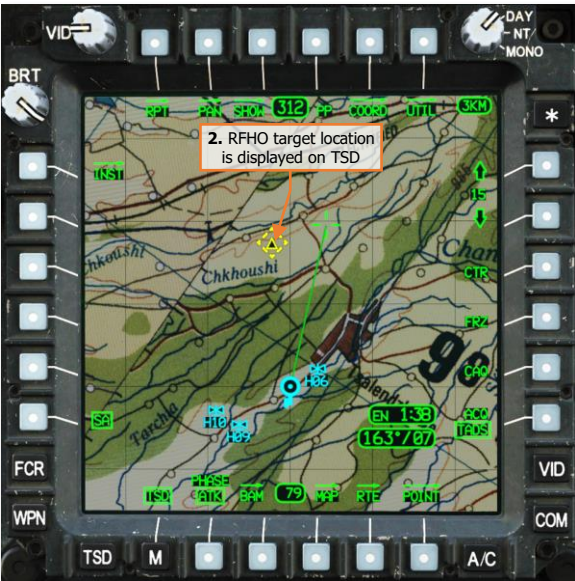 VID
DAY
NT
MONO
BRT
RPT PAN SHOW 312 PP COORD UTIL 3KM
*
2. RFHO target location
is displayed on TSD
INST
15
Chkhoushi
CTR
FRZ
H06
CAQ
H10
H09
Tarchla
EN 1:38
163°/07
ACQ
TADS
SA
FCR
VID
PHASE
ATK
TSD BAM 79 MAP RTE POINT
WPN
COM
TSD M A/C